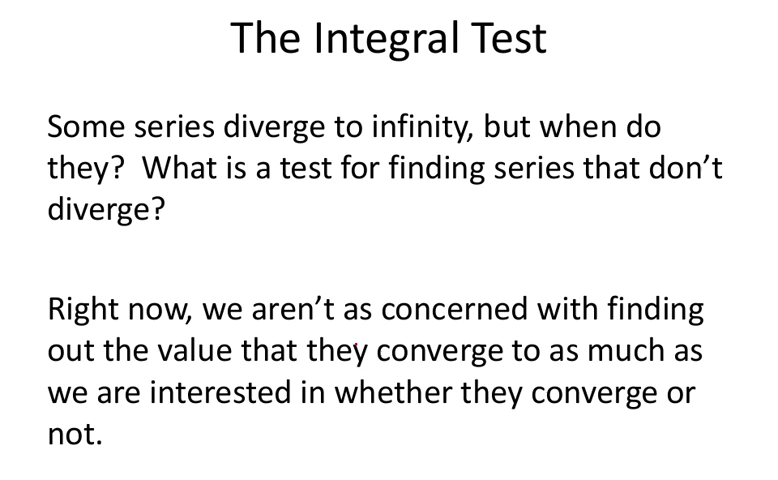 The Integral Test
Some series diverge to infinity, but when do
they?  What is a test for finding series that don’t
diverge?
Right now, we aren’t as concerned with finding
out the value that they converge to as much as
we are interested in whether they converge or
not.